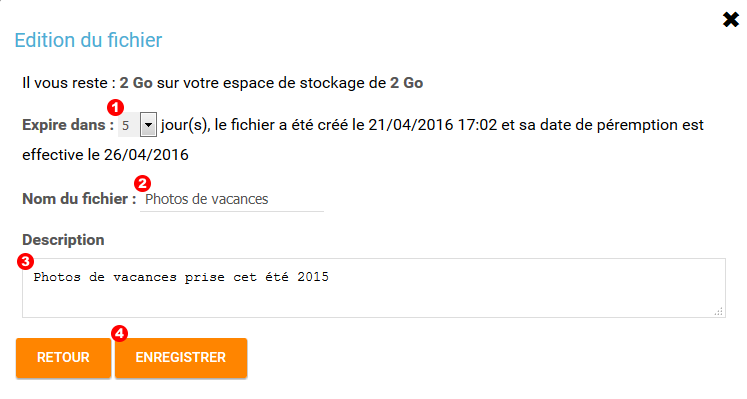 ✖
Edition du fichier
Il vous reste : 2 Go sur votre espace de stockage de 2 Go
1
Expire dans : 5 jour(s), le fichier a été créé le 21/04/2016 17:02 et sa date de péremption est
effective le 26/04/2016
2
Nom du fichier : Photos de vacances
Description
3
Photos de vacances prise cet été 2015
4
RETOUR ENREGISTRER